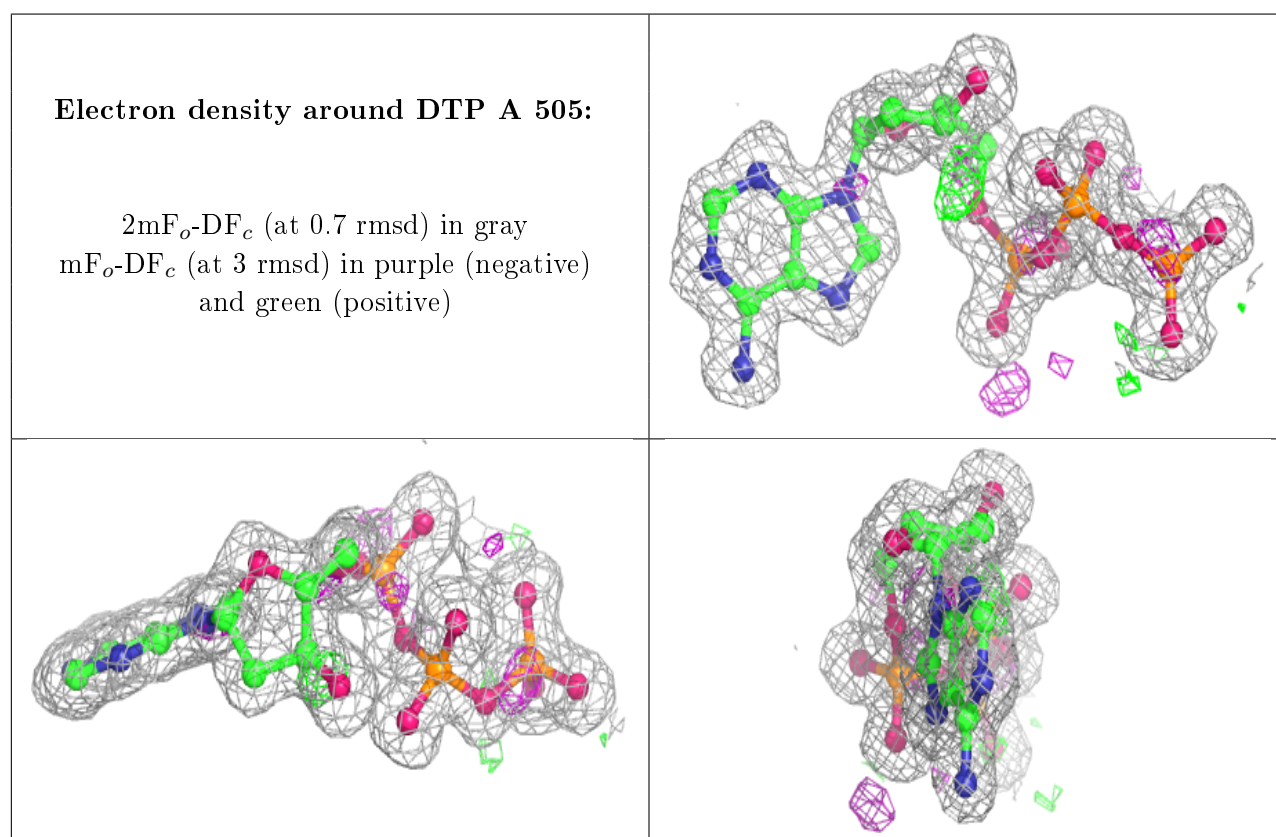 Electron density around DTP A 505:
2mFₒ-DF𝒸 (at 0.7 rmsd) in gray
mFₒ-DF𝒸 (at 3 rmsd) in purple (negative)
and green (positive)